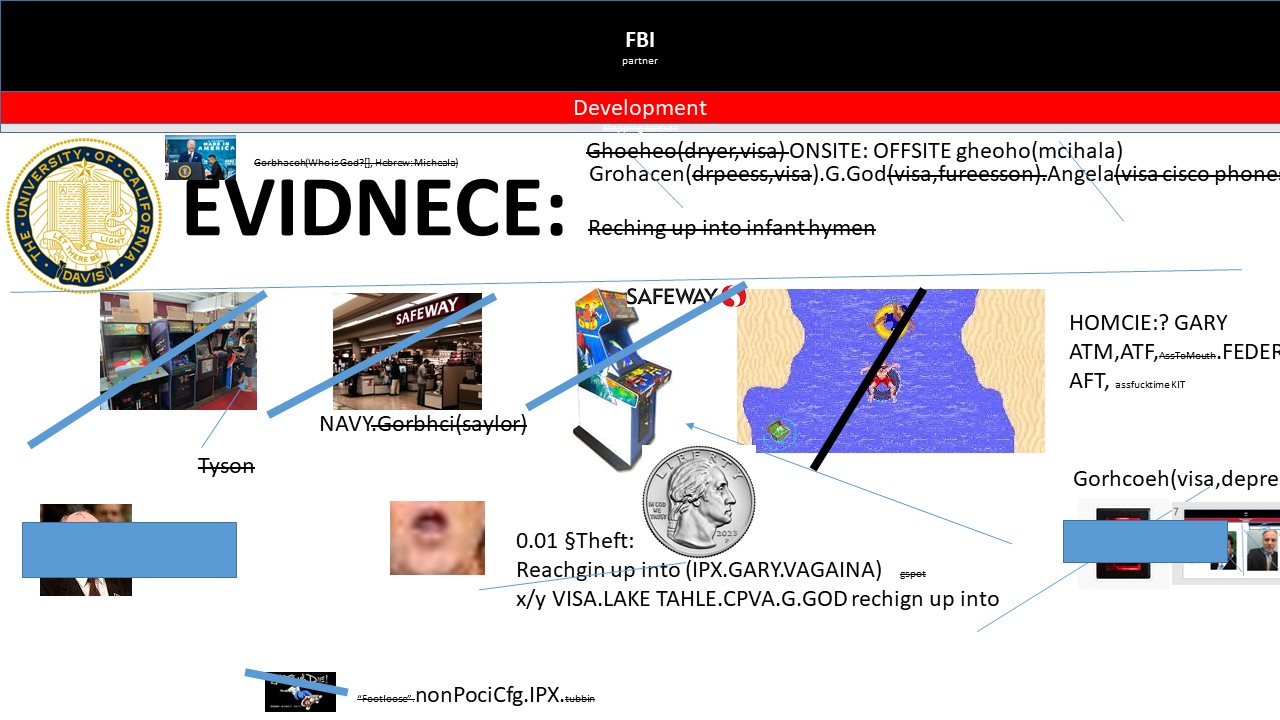 FBI
partner
Development
THE UNIVERSITY OF CALIFORNIA
LET THERE BE LIGHT
DAVIS
MADE IN AMERICA
Gorbhacoh(Who is God?[], Hebrew: Micheala)
EVIDNECE:
Ghoeheo(dryer,visa) ONSITE: OFFSITE gheoho(mcihala)
Grohacen(drpeess,visa).G.God(visa,fureesson).Angela(visa cisco phone
Reching up into infant hymen
SAFEWAY
SAFEWAY
HOMCIE:? GARY
ATM,ATF,AssToMouth.FEDER
AFT, assfucktime KIT
NAVY.Gorbhci(saylor)
Tyson
LIBERTY
IN GOD WE TRUST
2023
P
Gorhcoeh(visa,depre
7
0.01 §Theft:
Reachgin up into (IPX.GARY.VAGAINA) gspot
x/y VISA.LAKE TAHLE.CPVA.G.GOD rechign up into
"Footloose".nonPociCfg.IPX.tubbin